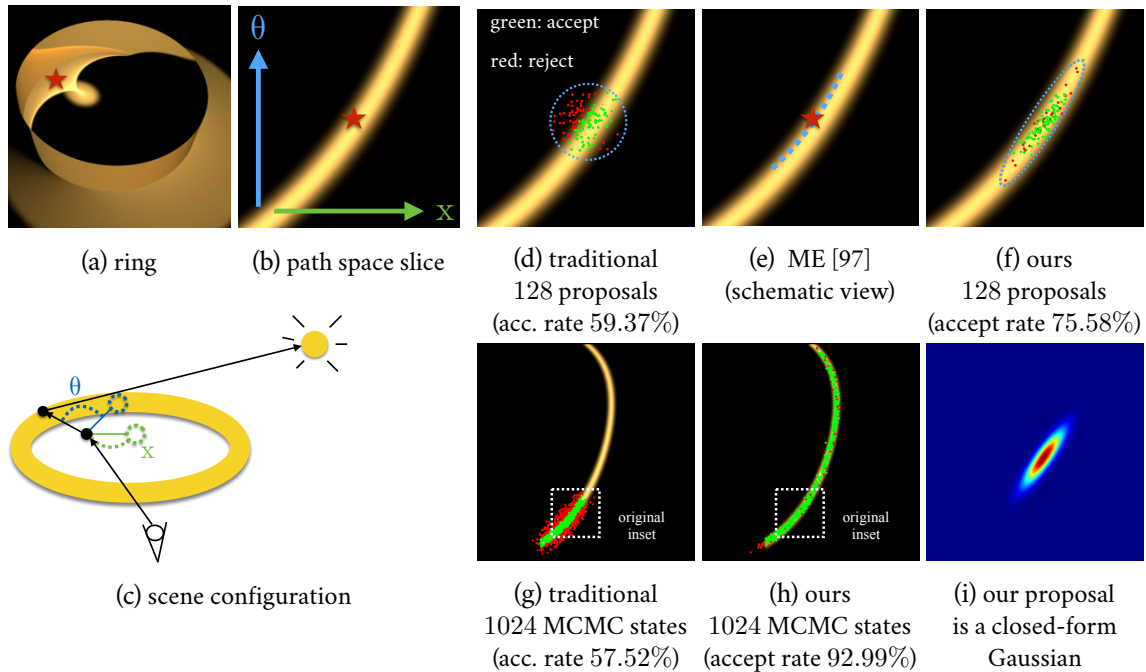 θ
x
green: accept
red: reject
(a) ring
(b) path space slice
(d) traditional
128 proposals
(acc. rate 59.37%)
(e) ME [97]
(schematic view)
(f) ours
128 proposals
(accept rate 75.58%)
θ
x
(c) scene configuration
original
inset
original
inset
(g) traditional
1024 MCMC states
(acc. rate 57.52%)
(h) ours
1024 MCMC states
(accept rate 92.99%)
(i) our proposal
is a closed-form
Gaussian